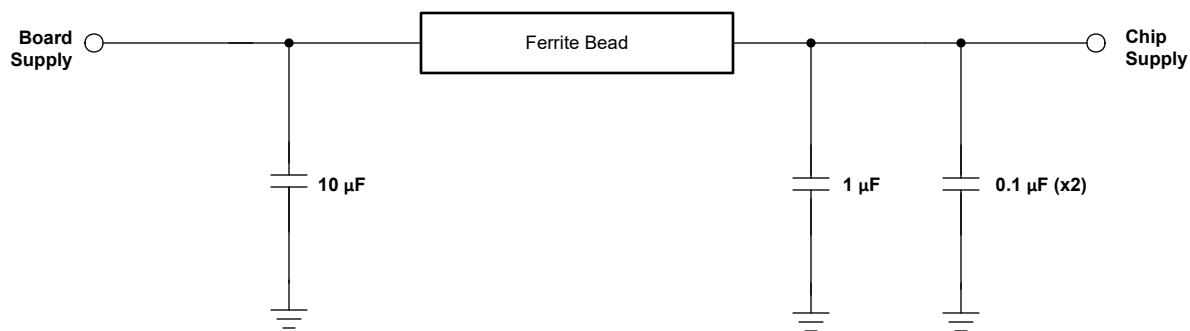 Board
Supply
Ferrite Bead
Chip
Supply
10 µF
1 µF
0.1 µF (x2)